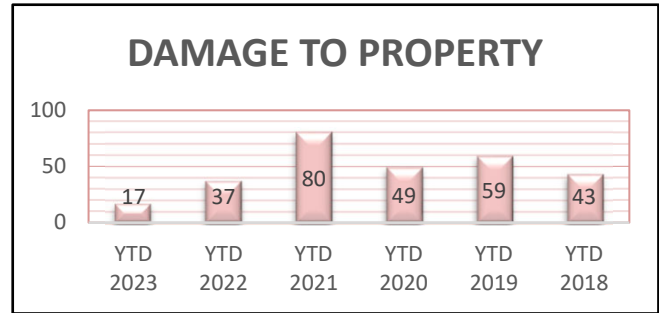 DAMAGE TO PROPERTY
100
50
0
17
37
80
49
59
43
YTD 2023
YTD 2022
YTD 2021
YTD 2020
YTD 2019
YTD 2018